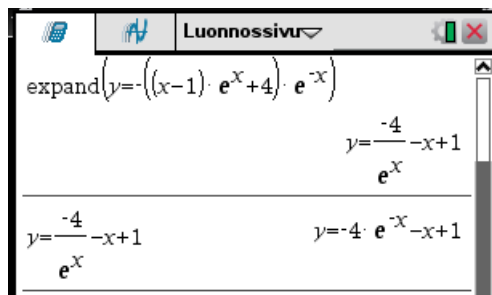 Luonnossivu
expand(y=-((x-1)·e^x+4)·e^-x)
y=-4/e^x-x+1
y=-4/e^x-x+1
y=-4·e^-x-x+1